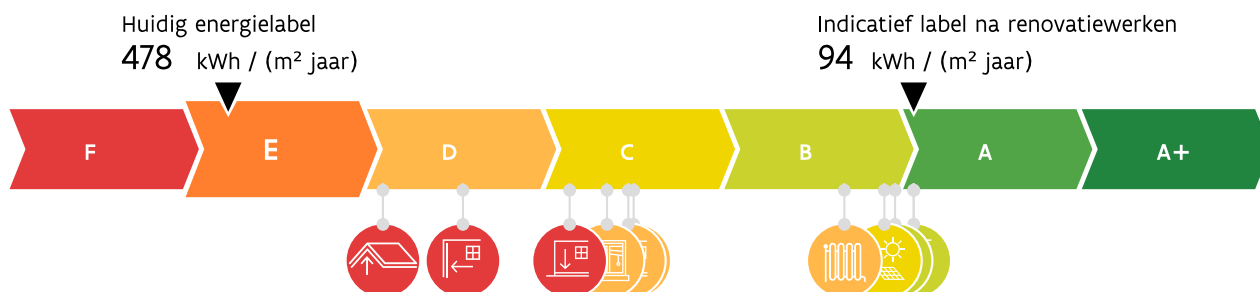 Huidig energielabel
478 kWh / (m² jaar)
Indicatief label na renovatiewerken
94 kWh / (m² jaar)
F E D C B A A+